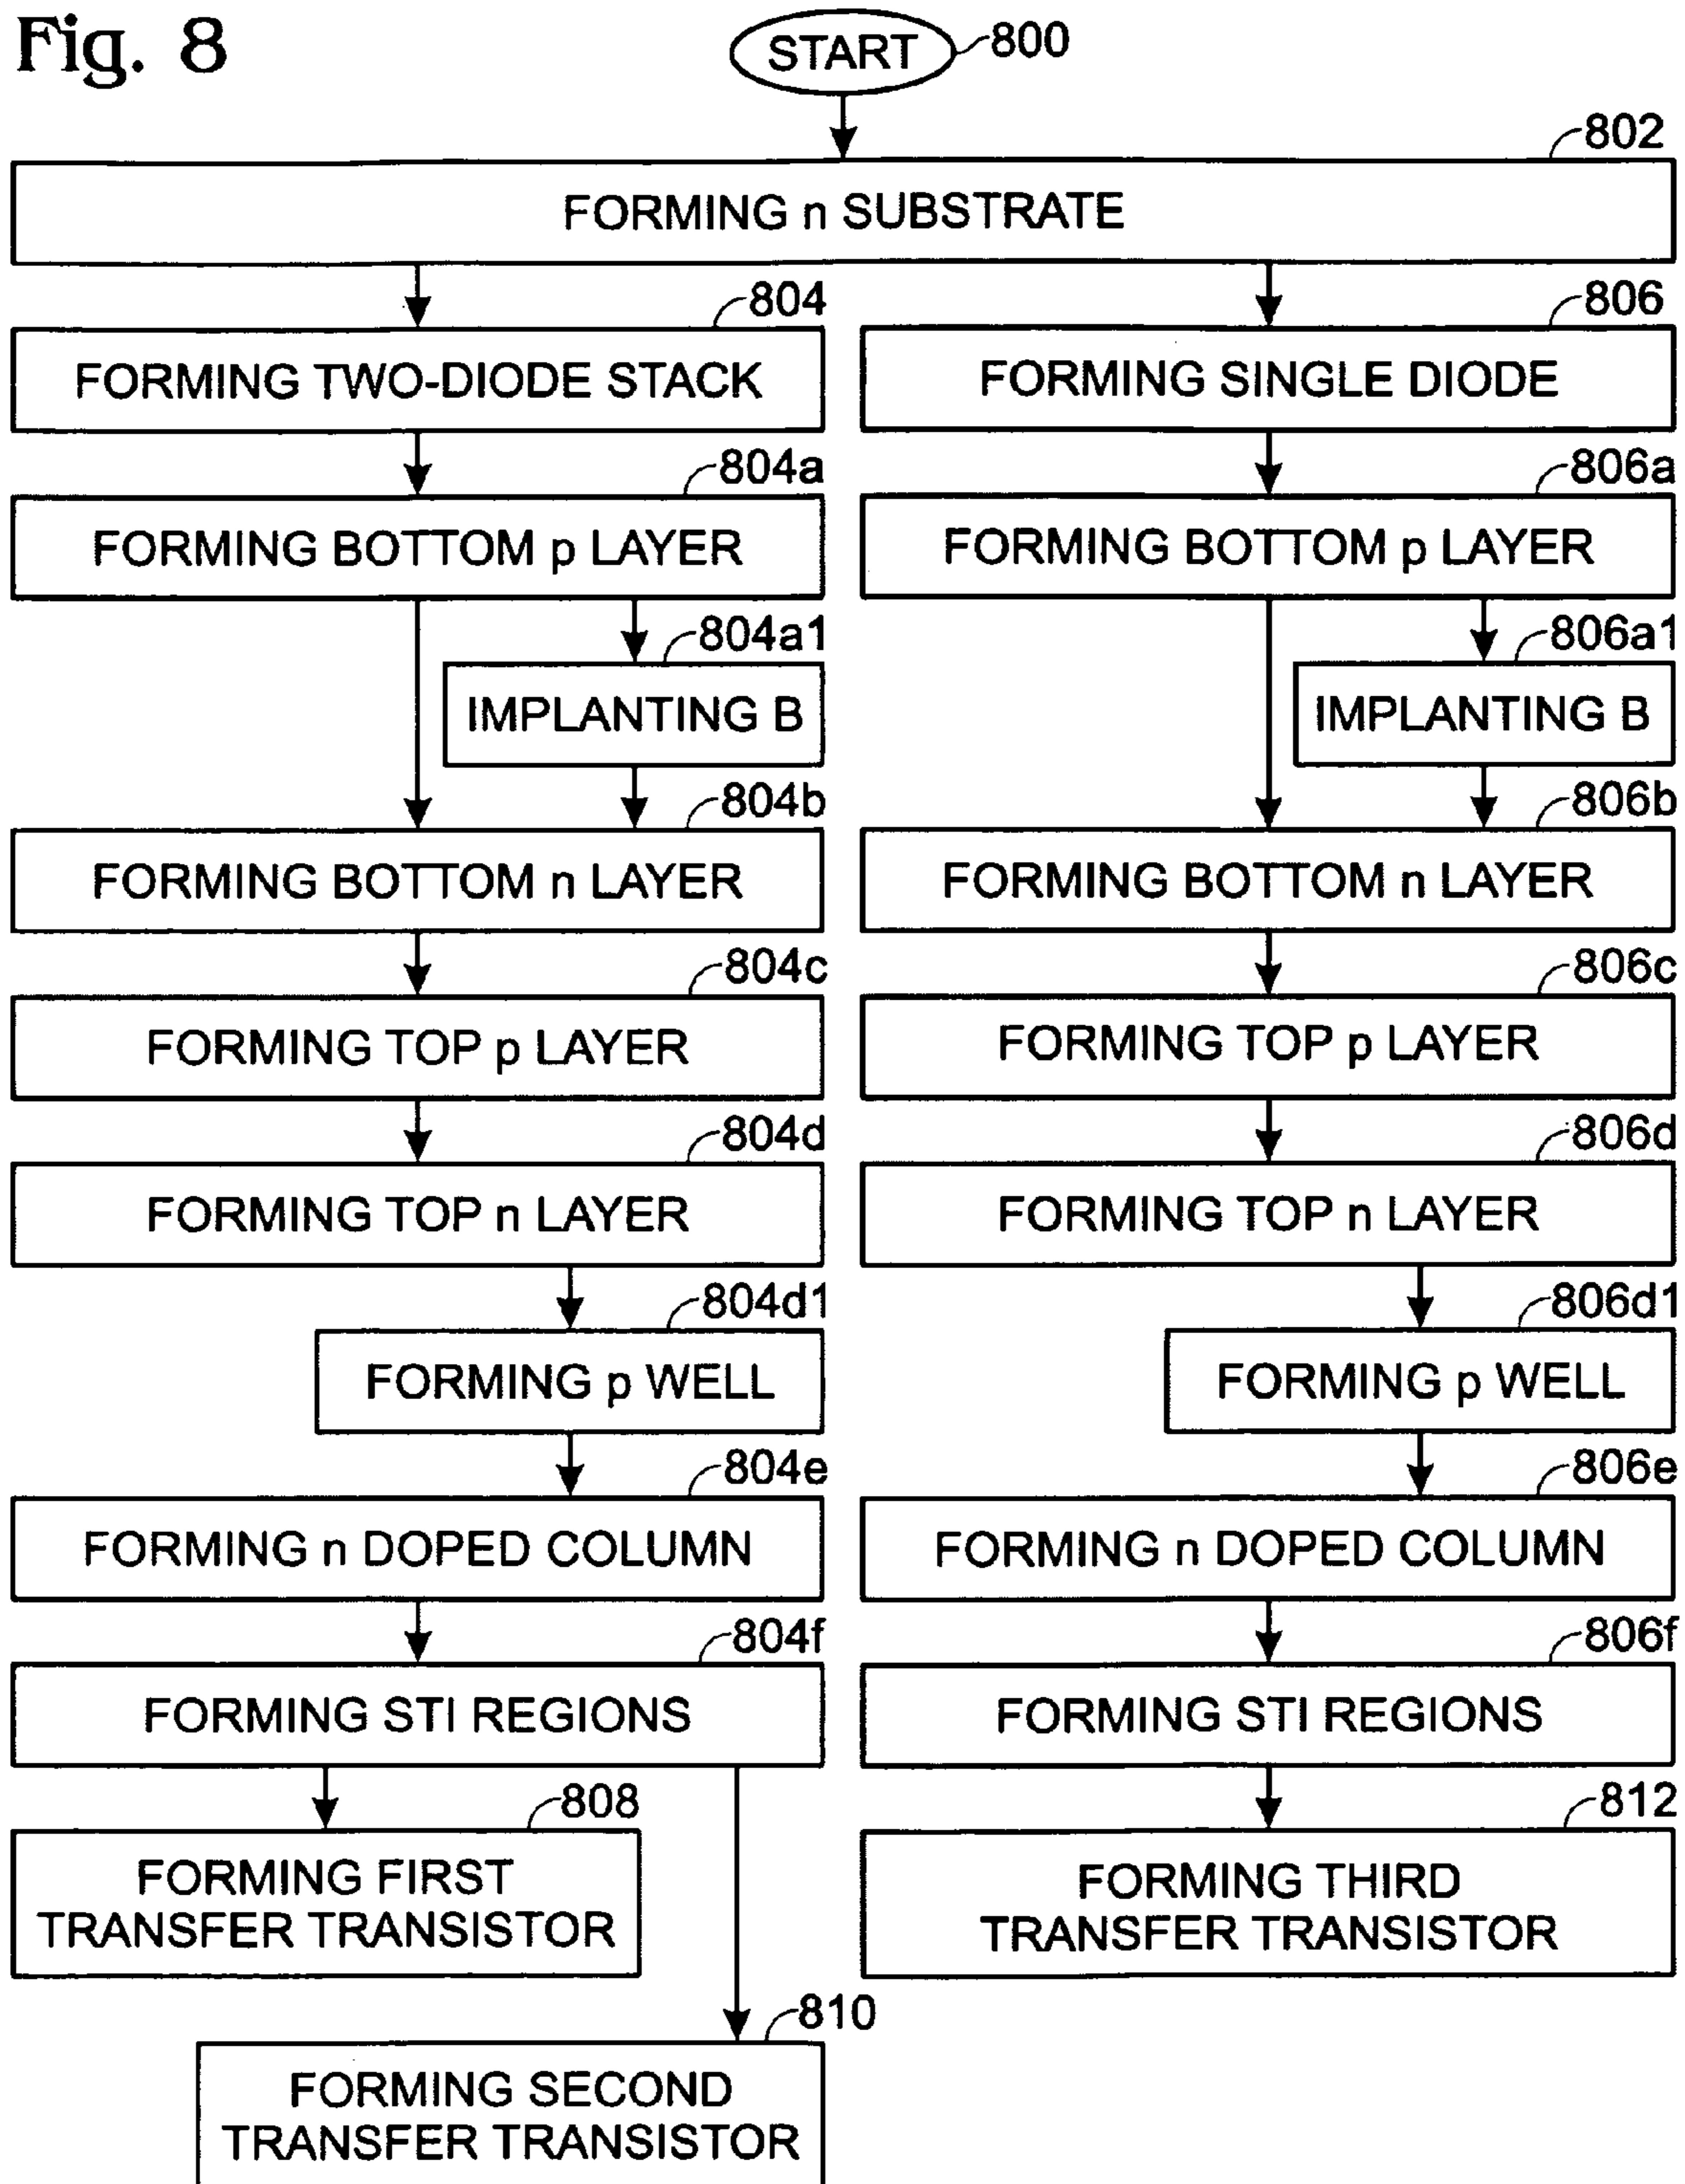 Fig. 8
START
800
802
FORMING n SUBSTRATE
804
FORMING TWO-DIODE STACK
806
FORMING SINGLE DIODE
804a
FORMING BOTTOM p LAYER
806a
FORMING BOTTOM p LAYER
804a1
IMPLANTING B
806a1
IMPLANTING B
804b
FORMING BOTTOM n LAYER
806b
FORMING BOTTOM n LAYER
804c
FORMING TOP p LAYER
806c
FORMING TOP p LAYER
804d
FORMING TOP n LAYER
806d
FORMING TOP n LAYER
804d1
FORMING p WELL
806d1
FORMING p WELL
804e
FORMING n DOPED COLUMN
806e
FORMING n DOPED COLUMN
804f
FORMING STI REGIONS
806f
FORMING STI REGIONS
808
FORMING FIRST
TRANSFER TRANSISTOR
812
FORMING THIRD
TRANSFER TRANSISTOR
810
FORMING SECOND
TRANSFER TRANSISTOR